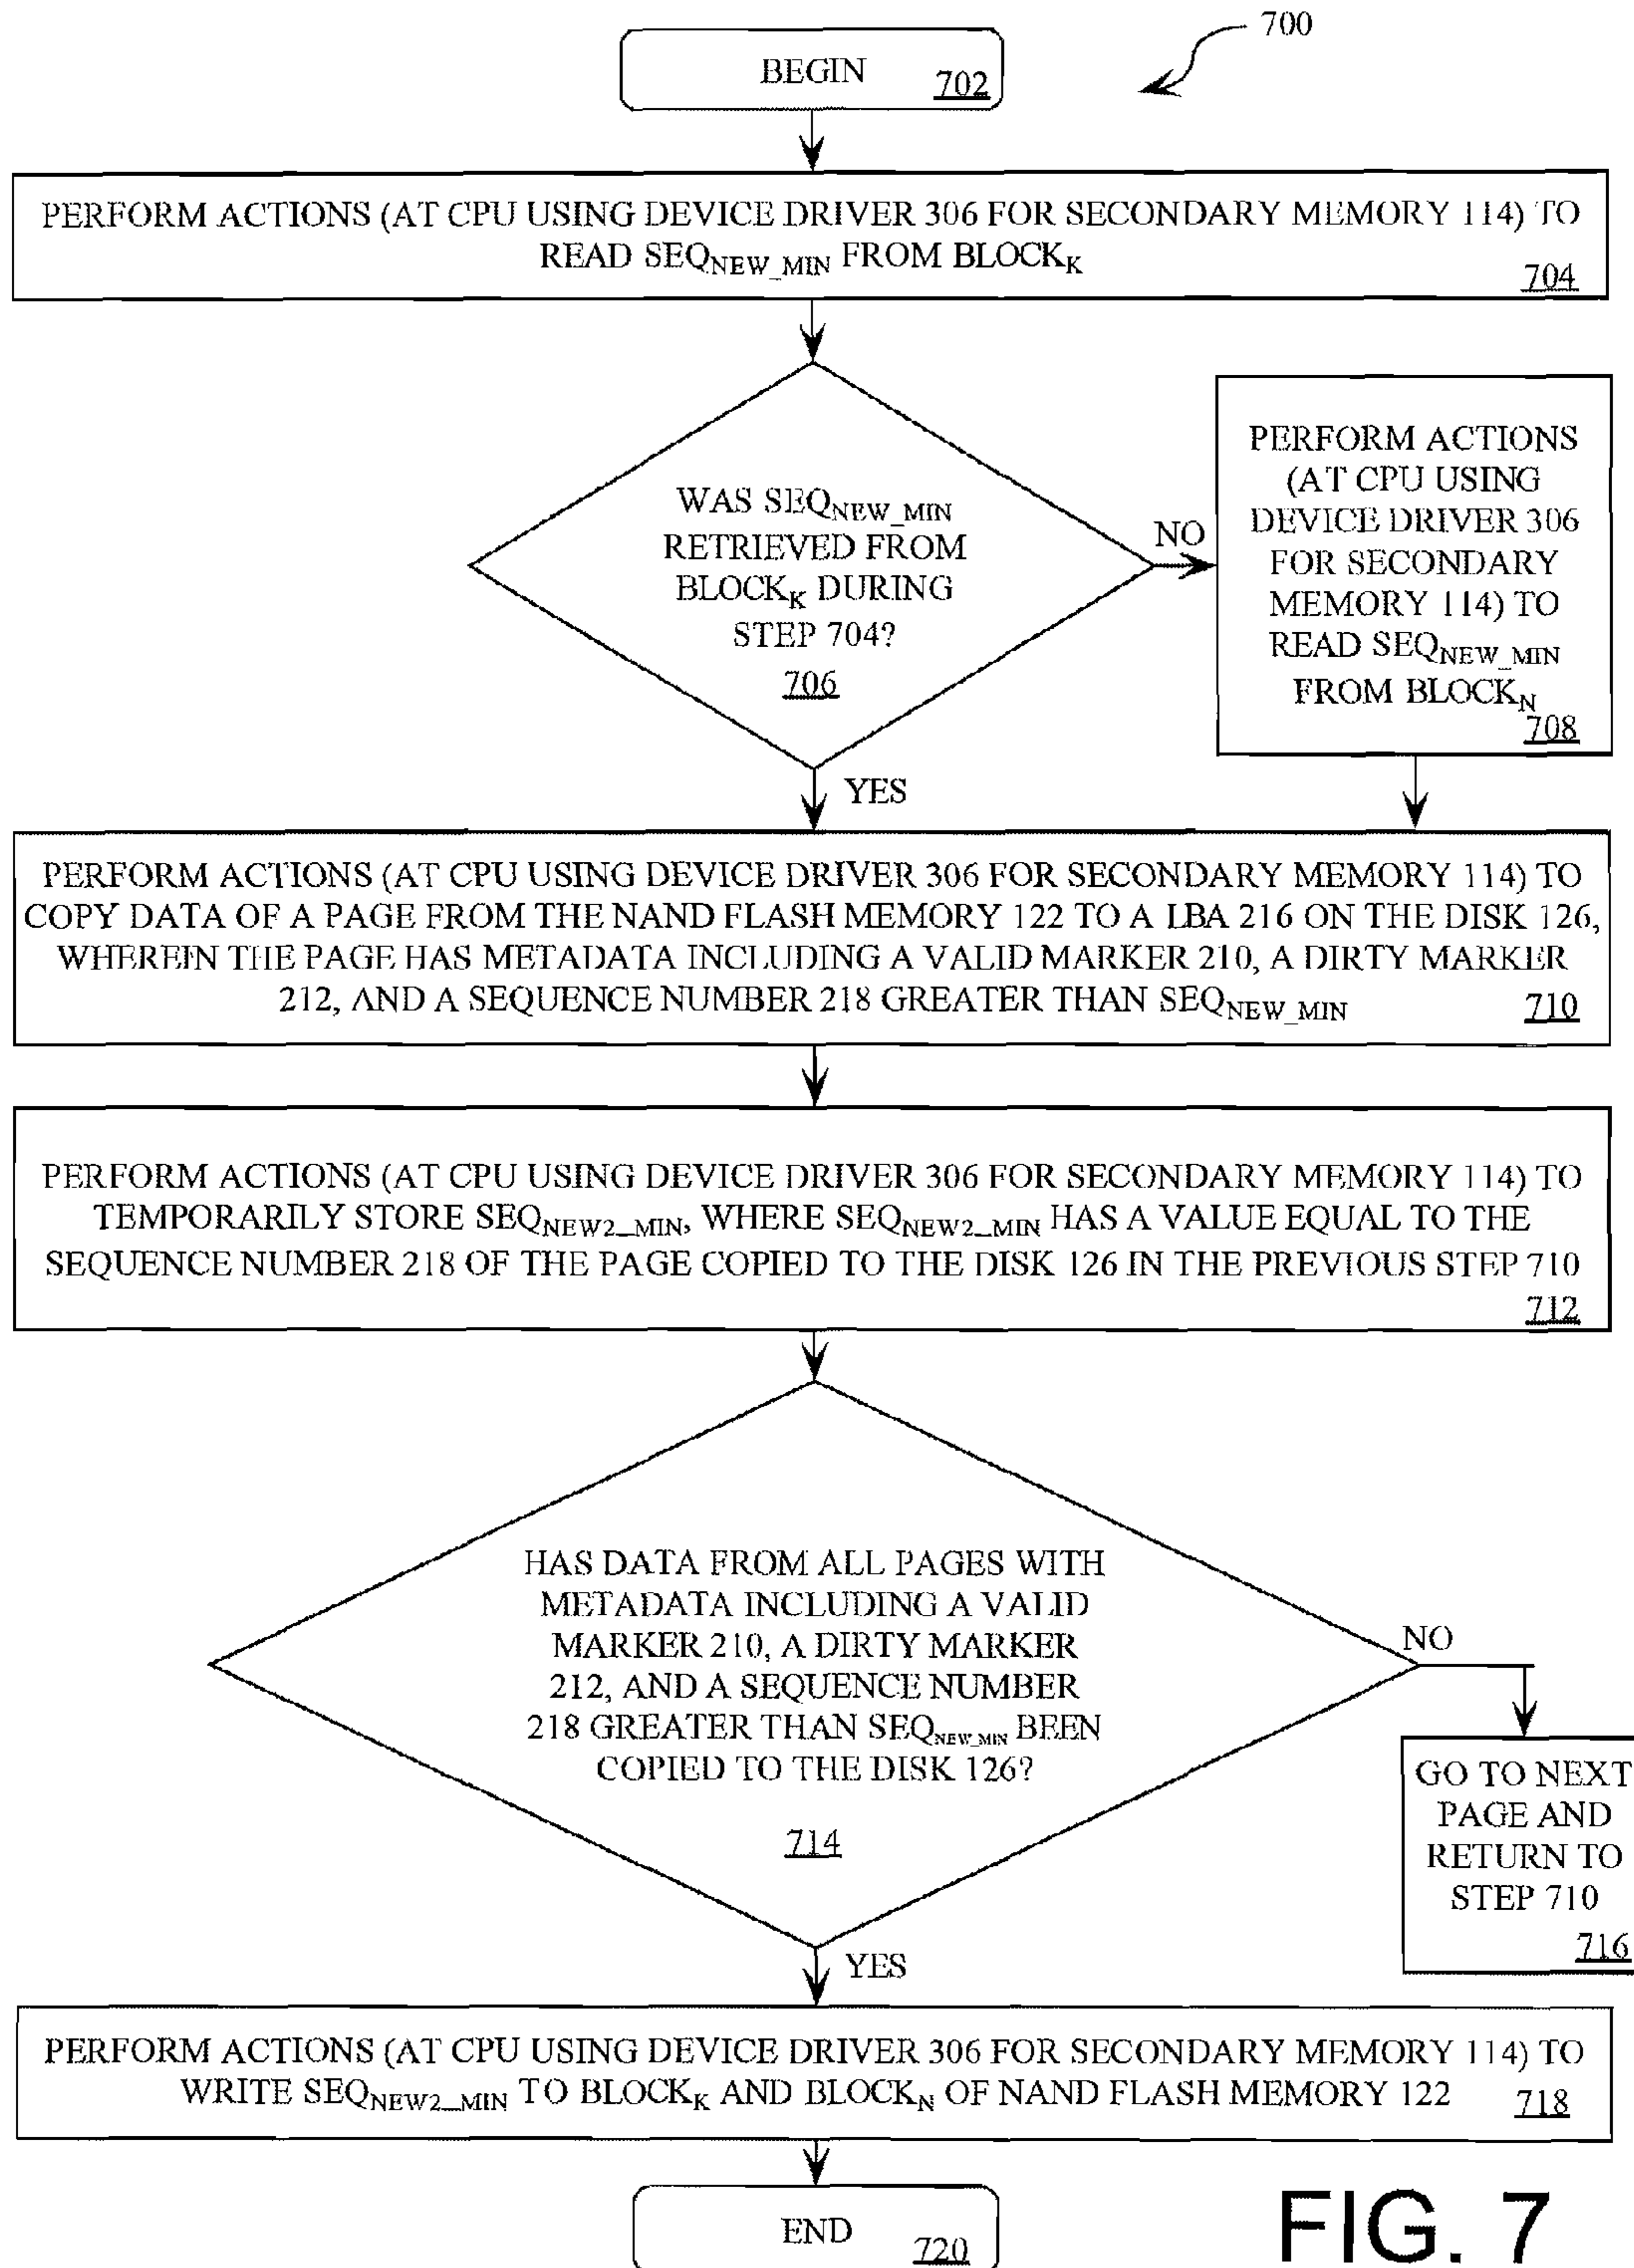 700
BEGIN 702
PERFORM ACTIONS (AT CPU USING DEVICE DRIVER 306 FOR SECONDARY MEMORY 114) TO
READ SEQNEW_MIN FROM BLOCKK
704
WAS SEQNEW_MIN
RETRIEVED FROM
BLOCKK DURING
STEP 704?
706
NO
PERFORM ACTIONS
(AT CPU USING
DEVICE DRIVER 306
FOR SECONDARY
MEMORY 114) TO
READ SEQNEW_MIN
FROM BLOCKN
708
YES
PERFORM ACTIONS (AT CPU USING DEVICE DRIVER 306 FOR SECONDARY MEMORY 114) TO
COPY DATA OF A PAGE FROM THE NAND FLASH MEMORY 122 TO A LBA 216 ON THE DISK 126,
WHEREIN THE PAGE HAS METADATA INCLUDING A VALID MARKER 210, A DIRTY MARKER
212, AND A SEQUENCE NUMBER 218 GREATER THAN SEQNEW_MIN 710
PERFORM ACTIONS (AT CPU USING DEVICE DRIVER 306 FOR SECONDARY MEMORY 114) TO
TEMPORARILY STORE SEQNEW2_MIN, WHERE SEQNEW2_MIN HAS A VALUE EQUAL TO THE
SEQUENCE NUMBER 218 OF THE PAGE COPIED TO THE DISK 126 IN THE PREVIOUS STEP 710
712
HAS DATA FROM ALL PAGES WITH
METADATA INCLUDING A VALID
MARKER 210, A DIRTY MARKER
212, AND A SEQUENCE NUMBER
218 GREATER THAN SEQNEW_MIN BEEN
COPIED TO THE DISK 126?
714
NO
GO TO NEXT
PAGE AND
RETURN TO
STEP 710
716
YES
PERFORM ACTIONS (AT CPU USING DEVICE DRIVER 306 FOR SECONDARY MEMORY 114) TO
WRITE SEQNEW2_MIN TO BLOCKK AND BLOCKN OF NAND FLASH MEMORY 122 718
END 720
FIG. 7